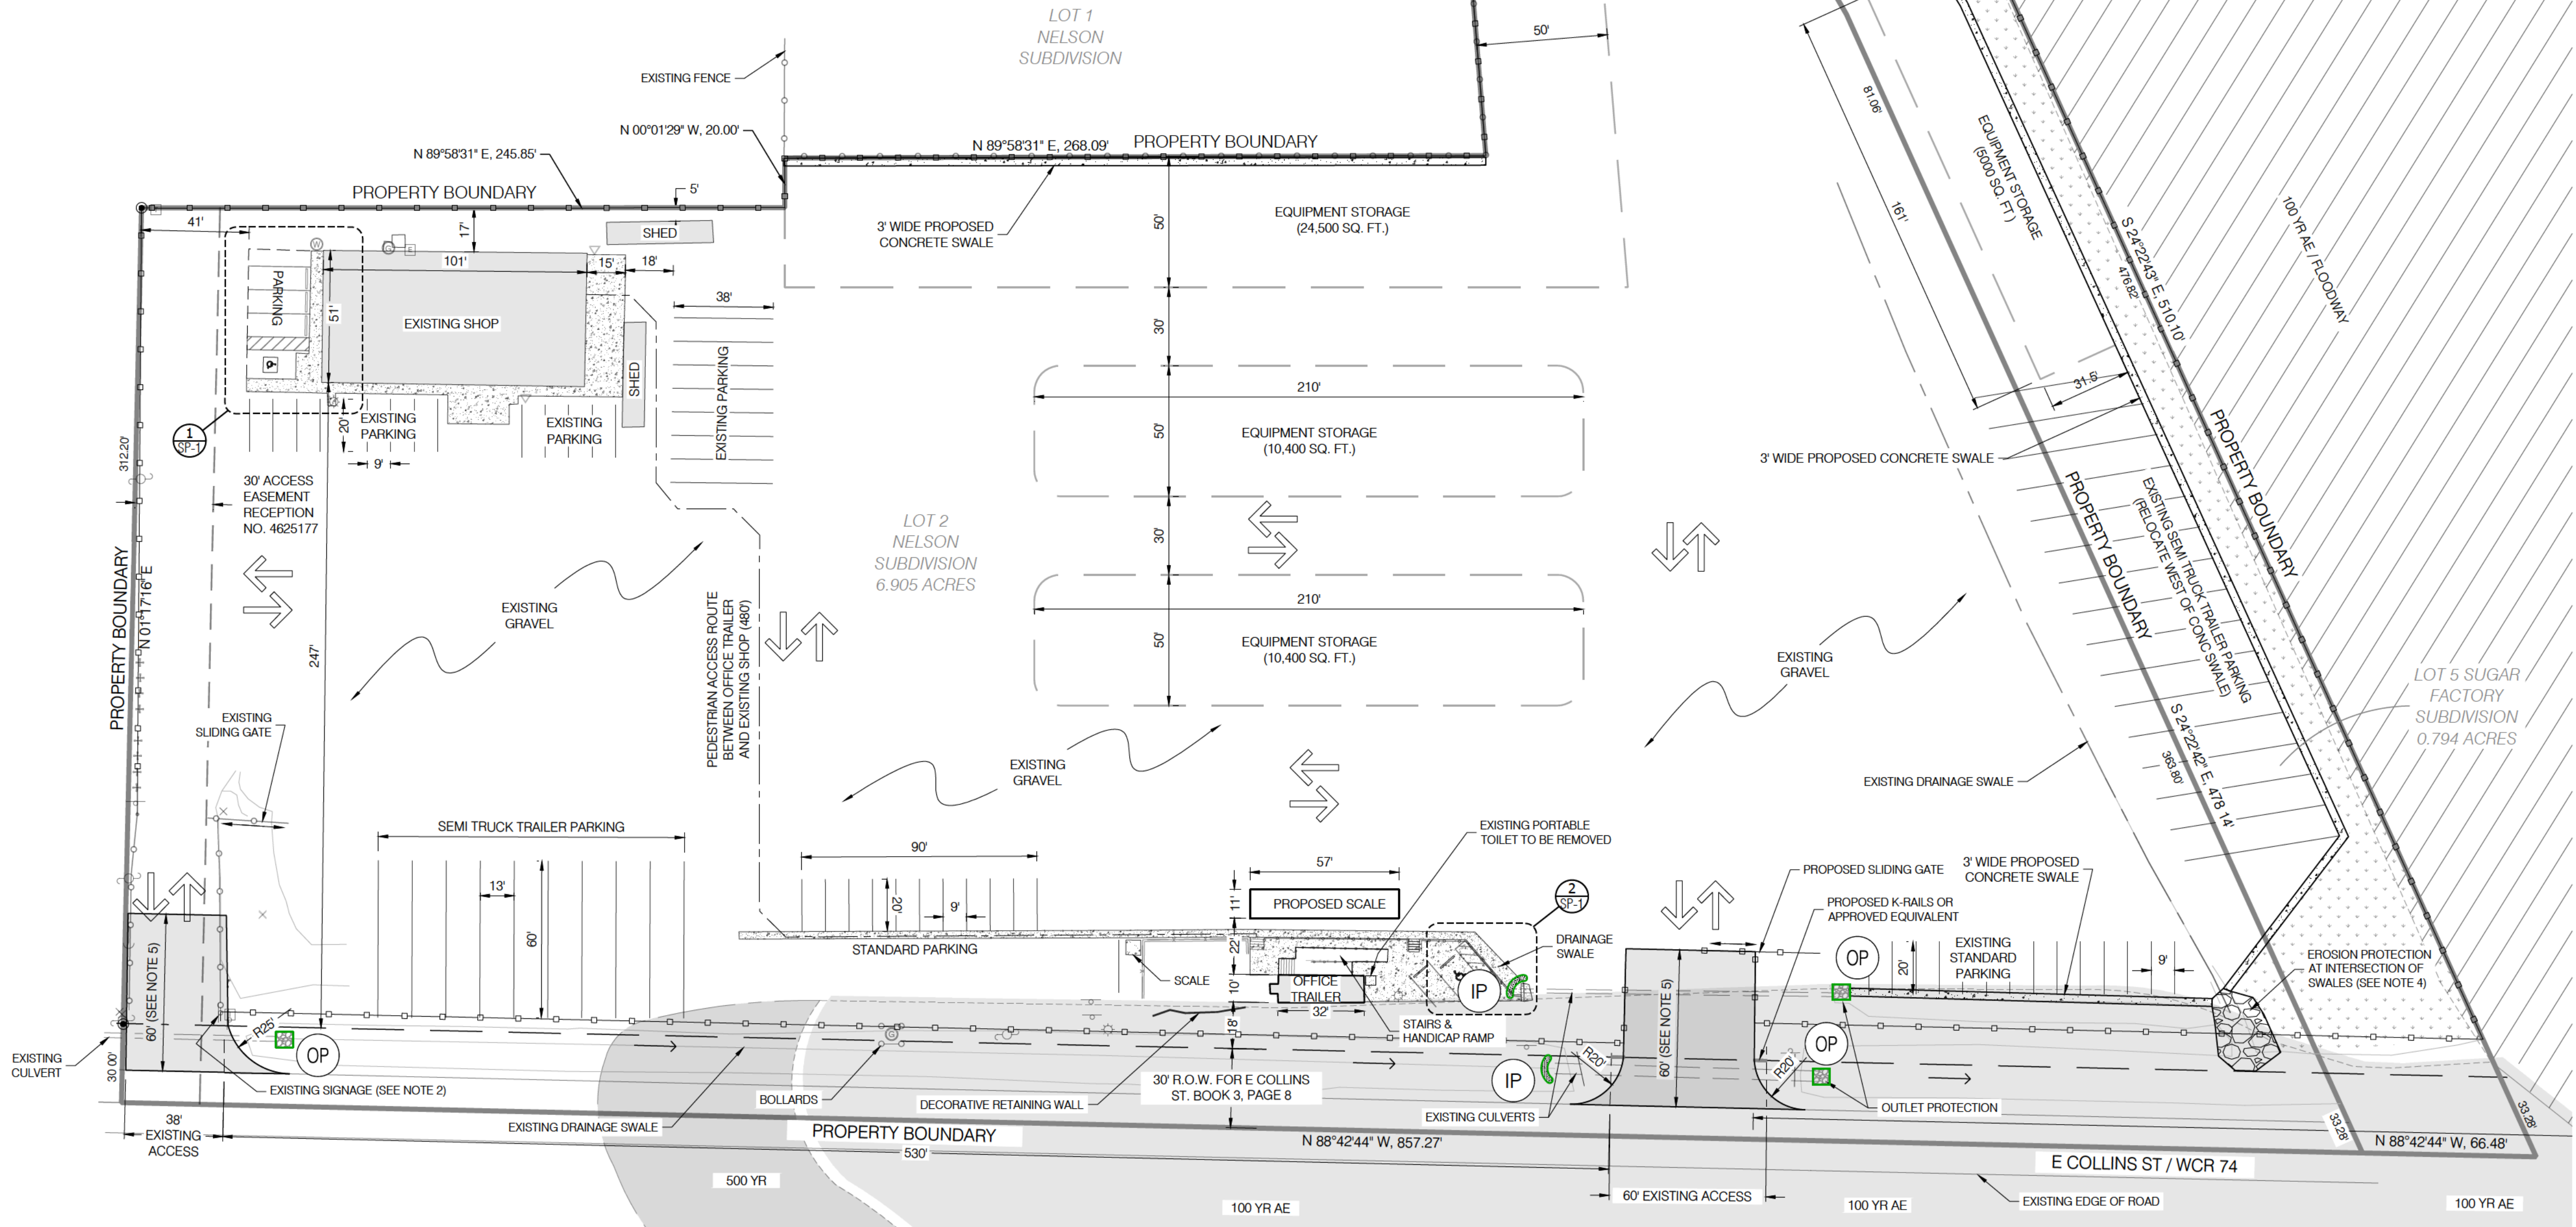 LOT 1
NELSON
SUBDIVISION
50'
EXISTING FENCE
N 00°01'29" W, 20.00'
N 89°58'31" E, 268.09'
PROPERTY BOUNDARY
N 89°58'31" E, 245.85'
PROPERTY BOUNDARY
5'
41'
17'
SHED
3' WIDE PROPOSED
CONCRETE SWALE
50'
EQUIPMENT STORAGE
(24,500 SQ. FT.)
W
G
E
101'
15'
18'
PARKING
51'
EXISTING SHOP
38'
SHED
EXISTING PARKING
30'
210'
50'
EQUIPMENT STORAGE
(10,400 SQ. FT.)
1
SP-1
20'
EXISTING
PARKING
EXISTING
PARKING
9'
312.20'
30' ACCESS
EASEMENT
RECEPTION
NO. 4625177
LOT 2
NELSON
SUBDIVISION
6.905 ACRES
30'
210'
50'
EQUIPMENT STORAGE
(10,400 SQ. FT.)
PROPERTY BOUNDARY
N 01°17'16" E
EXISTING
GRAVEL
247'
PEDESTRIAN ACCESS ROUTE
BETWEEN OFFICE TRAILER
AND EXISTING SHOP (480')
81.06'
161'
EQUIPMENT STORAGE
(5000 SQ. FT.)
S 24°22'43" E, 510.10'
476.82'
100 YR AE / FLOODWAY
31.5'
3' WIDE PROPOSED CONCRETE SWALE
PROPERTY BOUNDARY
PROPERTY BOUNDARY
EXISTING SEMI TRUCK TRAILER PARKING
(RELOCATE WEST OF CONC SWALE)
EXISTING
GRAVEL
LOT 5 SUGAR
FACTORY
SUBDIVISION
0.794 ACRES
S 24°22'42" E, 478.14'
363.80'
EXISTING DRAINAGE SWALE
EXISTING
SLIDING GATE
EXISTING
GRAVEL
SEMI TRUCK TRAILER PARKING
13'
60'
90'
20'
9'
STANDARD PARKING
EXISTING PORTABLE
TOILET TO BE REMOVED
57'
11'
PROPOSED SCALE
22'
2
SP-1
DRAINAGE
SWALE
SCALE
10'
OFFICE
TRAILER
32'
18'
IP
STAIRS &
HANDICAP RAMP
PROPOSED SLIDING GATE
3' WIDE PROPOSED
CONCRETE SWALE
PROPOSED K-RAILS OR
APPROVED EQUIVALENT
OP
20'
EXISTING
STANDARD
PARKING
9'
EROSION PROTECTION
AT INTERSECTION OF
SWALES (SEE NOTE 4)
60' (SEE NOTE 5)
R25'
OP
EXISTING
CULVERT
30.00'
EXISTING SIGNAGE (SEE NOTE 2)
BOLLARDS
DECORATIVE RETAINING WALL
30' R.O.W. FOR E COLLINS
ST. BOOK 3, PAGE 8
IP
R20'
60' (SEE NOTE 5)
R20'
OP
EXISTING CULVERTS
OUTLET PROTECTION
38'
EXISTING
ACCESS
EXISTING DRAINAGE SWALE
PROPERTY BOUNDARY
530'
N 88°42'44" W, 857.27'
33.28'
33.28'
N 88°42'44" W, 66.48'
E COLLINS ST / WCR 74
500 YR
100 YR AE
60' EXISTING ACCESS
100 YR AE
EXISTING EDGE OF ROAD
100 YR AE